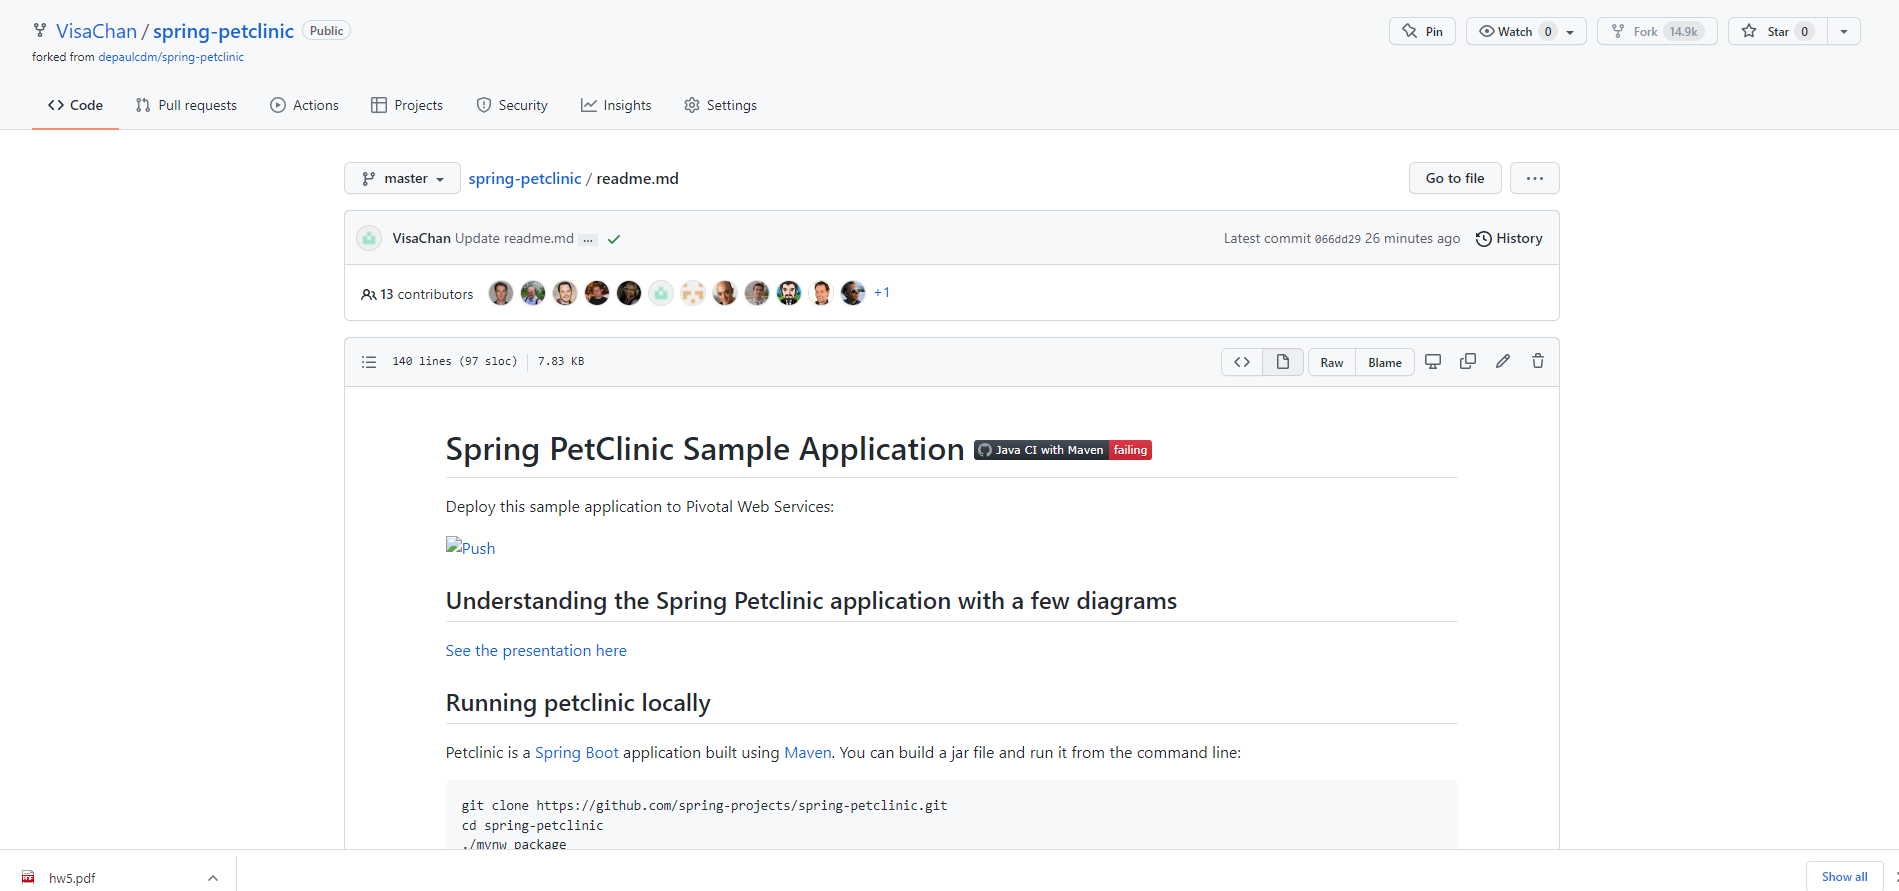 VisaChan / spring-petclinic Public
Pin
Watch 0
Fork 14.9k
Star 0
forked from depaulcdm/spring-petclinic
Code
Pull requests
Actions
Projects
Security
Insights
Settings
master
spring-petclinic / readme.md
Go to file
...
VisaChan Update readme.md ...
Latest commit 066dd29 26 minutes ago
History
13 contributors
+1
140 lines (97 sloc)
7.83 KB
<>
Raw
Blame
Spring PetClinic Sample Application
Java CI with Maven failing
Deploy this sample application to Pivotal Web Services:
Push
Understanding the Spring Petclinic application with a few diagrams
See the presentation here
Running petclinic locally
Petclinic is a Spring Boot application built using Maven. You can build a jar file and run it from the command line:
git clone https://github.com/spring-projects/spring-petclinic.git
cd spring-petclinic
./mvnw package
hw5.pdf
Show all